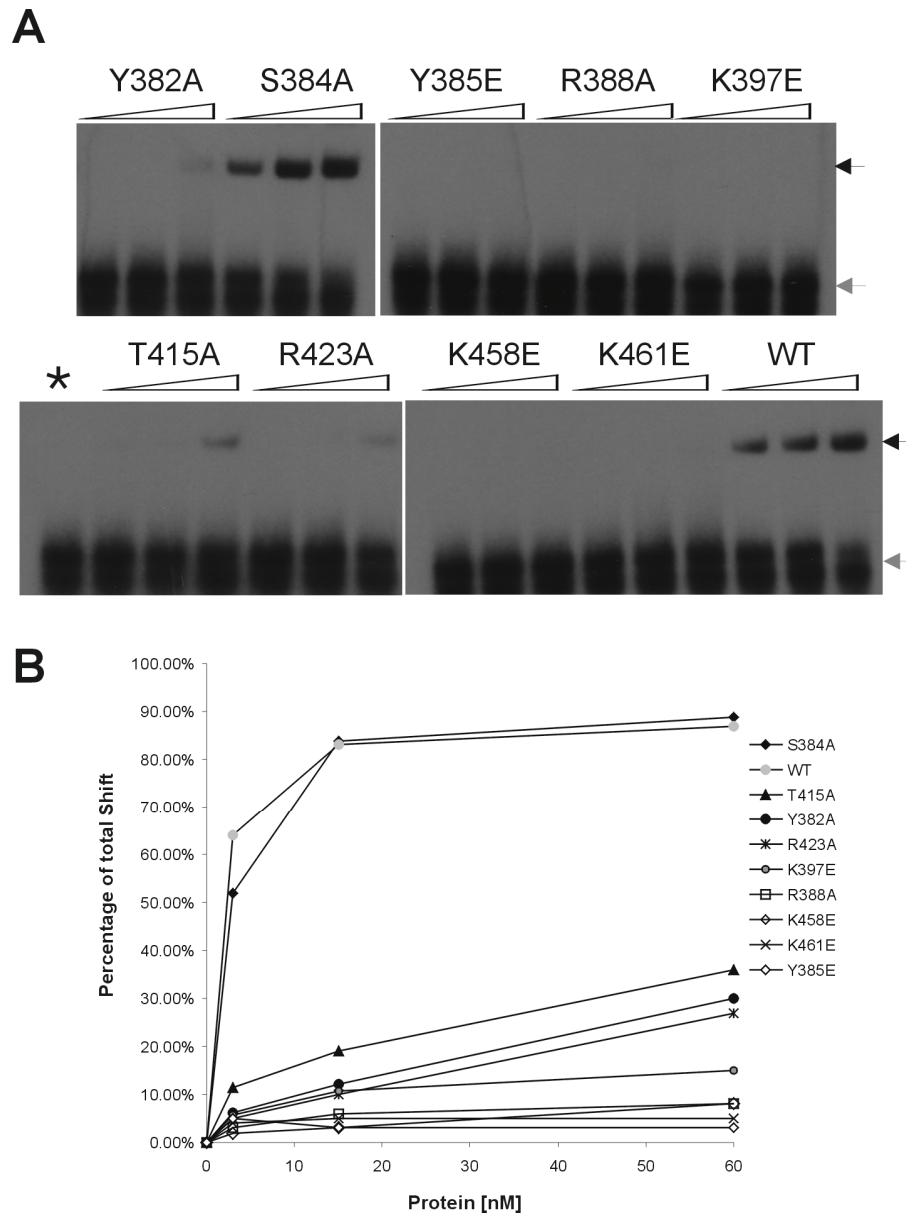 A
Y382A S384A Y385E R388A K397E
* T415A R423A K458E K461E WT
B
100.00%
90.00%
80.00%
70.00%
60.00%
50.00%
40.00%
30.00%
20.00%
10.00%
0.00%
Percentage of total Shift
0 10 20 30 40 50 60
Protein [nM]
S384A
WT
T415A
Y382A
R423A
K397E
R388A
K458E
K461E
Y385E